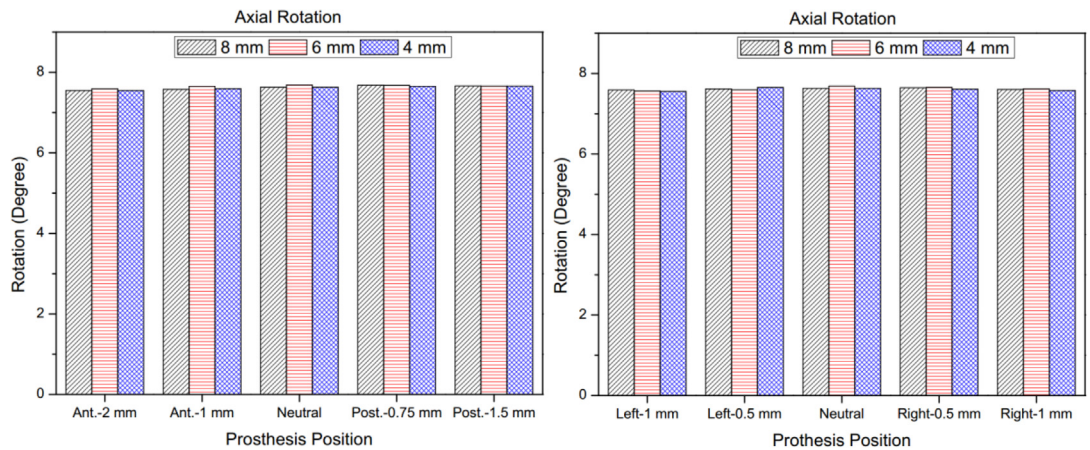 Axial Rotation
8 mm 6 mm 4 mm
8
6
4
2
0
Rotation (Degree)
Ant.-2 mm Ant.-1 mm Neutral Post.-0.75 mm Post.-1.5 mm
Prosthesis Position
Axial Rotation
8 mm 6 mm 4 mm
8
6
4
2
0
Rotation (Degree)
Left-1 mm Left-0.5 mm Neutral Right-0.5 mm Right-1 mm
Prothesis Position